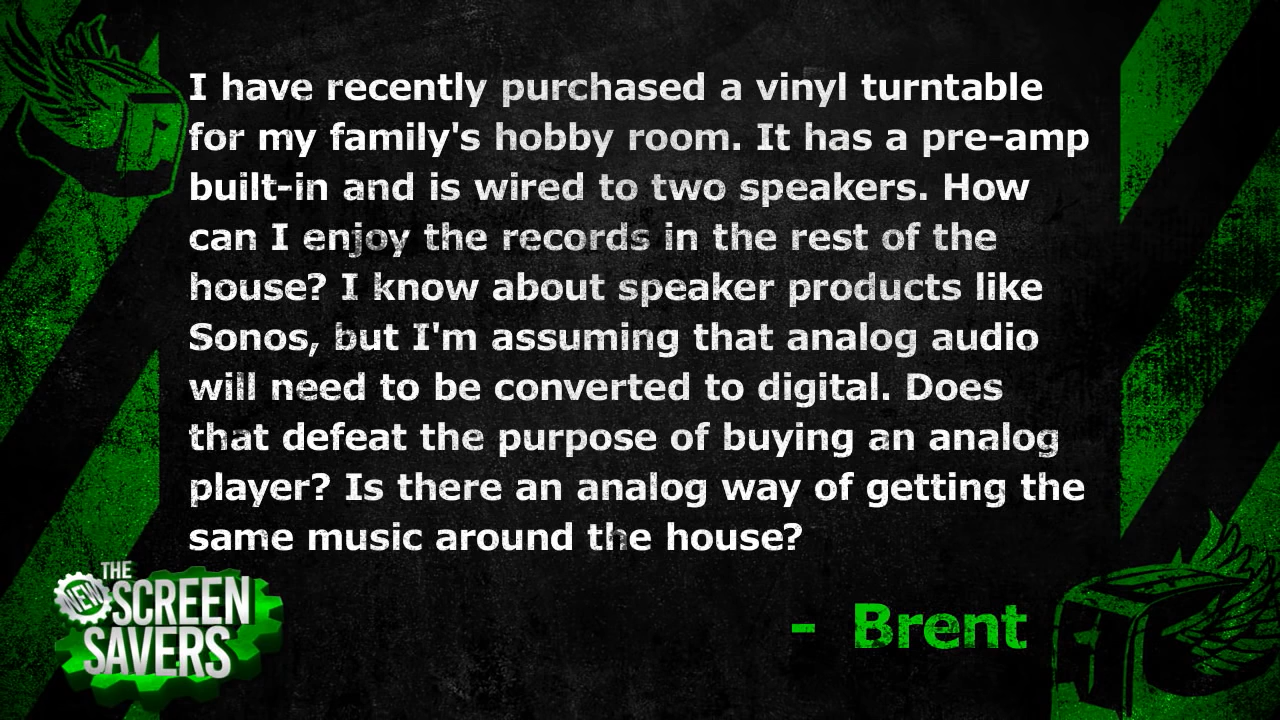 I have recently purchased a vinyl turntable
for my family's hobby room. It has a pre-amp
built-in and is wired to two speakers. How
can I enjoy the records in the rest of the
house? I know about speaker products like
Sonos, but I'm assuming that analog audio
will need to be converted to digital. Does
that defeat the purpose of buying an analog
player? Is there an analog way of getting the
same music around the house?
- Brent
THE
NEW
SCREEN
SAVERS